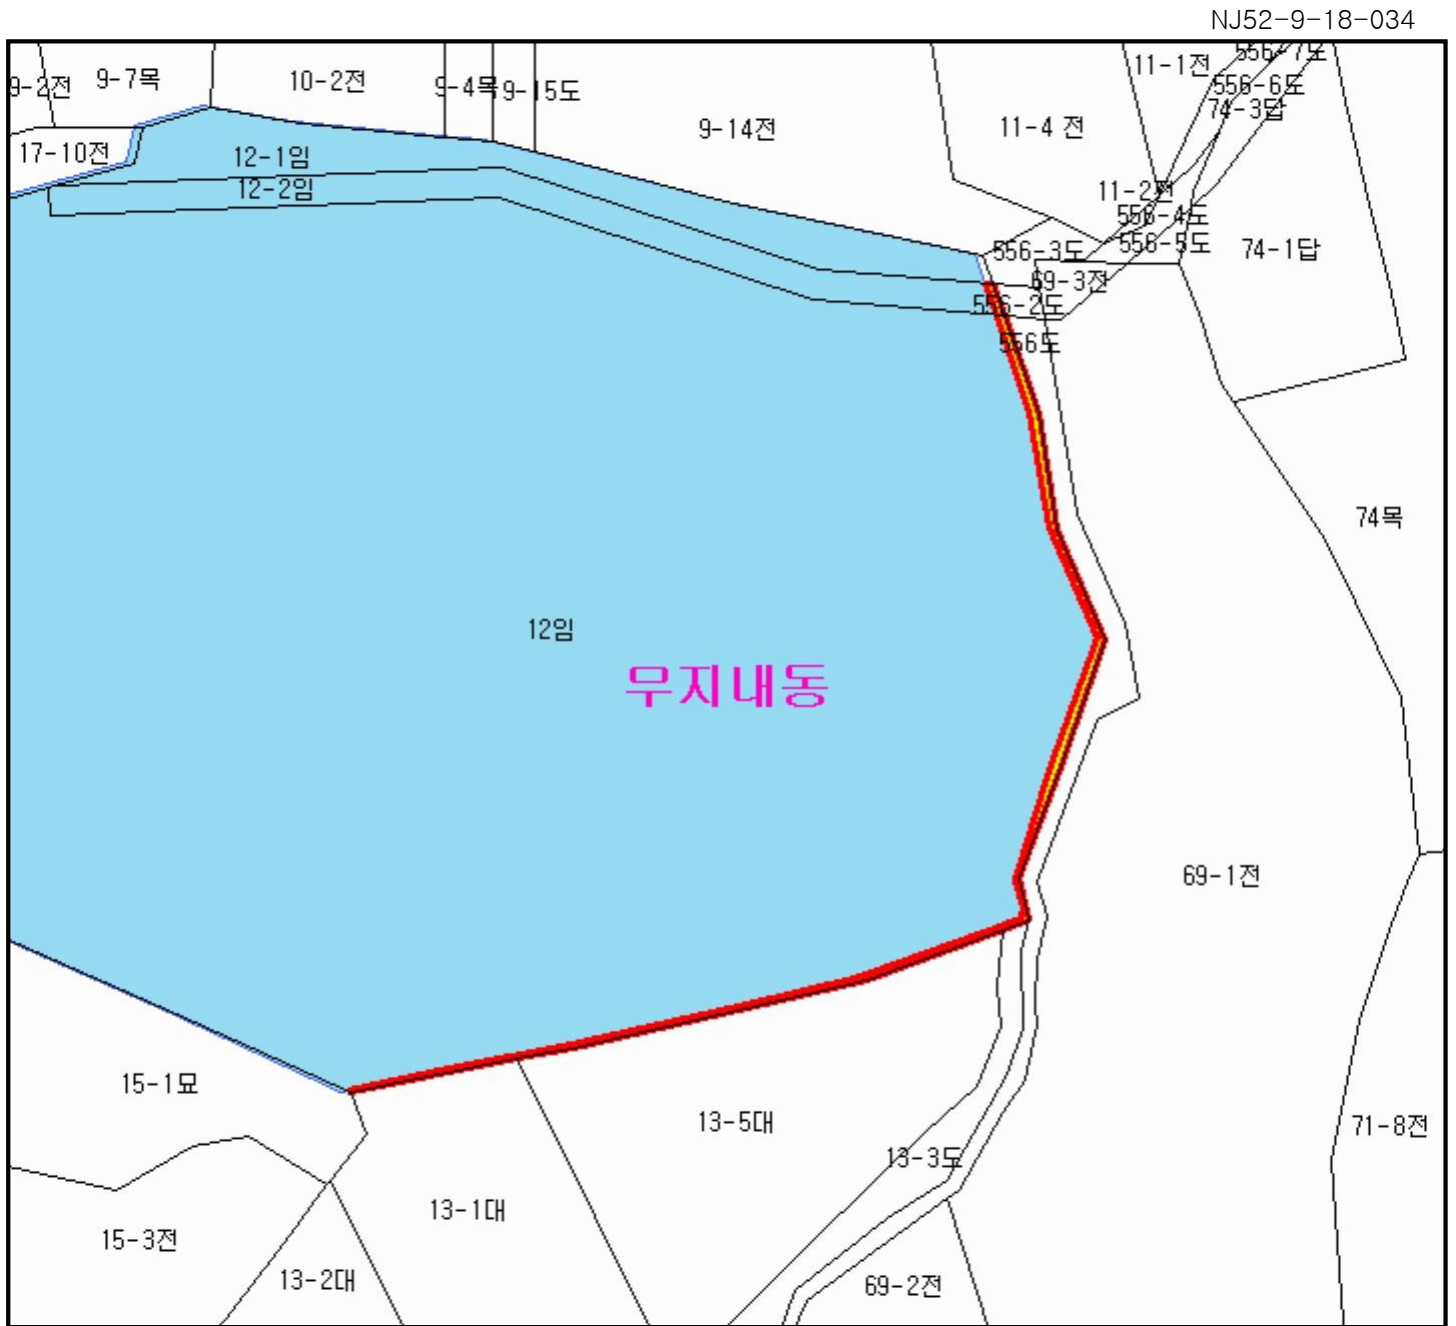 NJ52-9-18-034
556-7도
11-1전
9-7목
10-2전
9-2전
9-4목
9-15도
556-6도
74-3답
9-14전
11-4 전
17-10전
12-1임
12-2임
11-2전
556-4도
556-5도
556-3도
74-1답
69-3전
556-2도
556도
74목
12임
무지내동
69-1전
15-1묘
13-5대
71-8전
13-3도
13-1대
15-3전
13-2대
69-2전